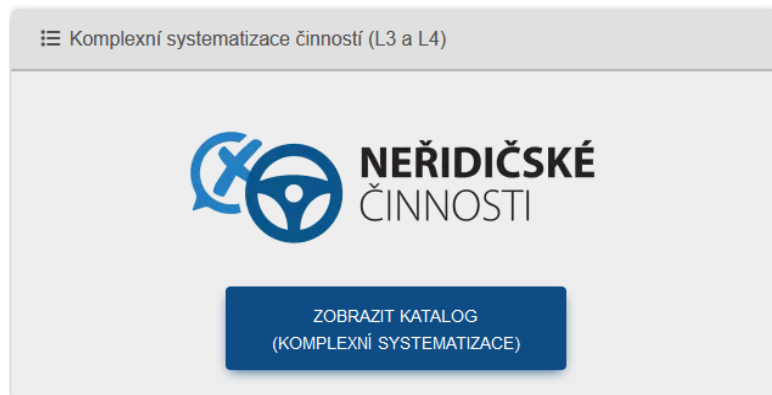 Komplexní systematizace činností (L3 a L4)
NEŘIDIČSKÉ
ČINNOSTI
ZOBRAZIT KATALOG
(KOMPLEXNÍ SYSTEMATIZACE)